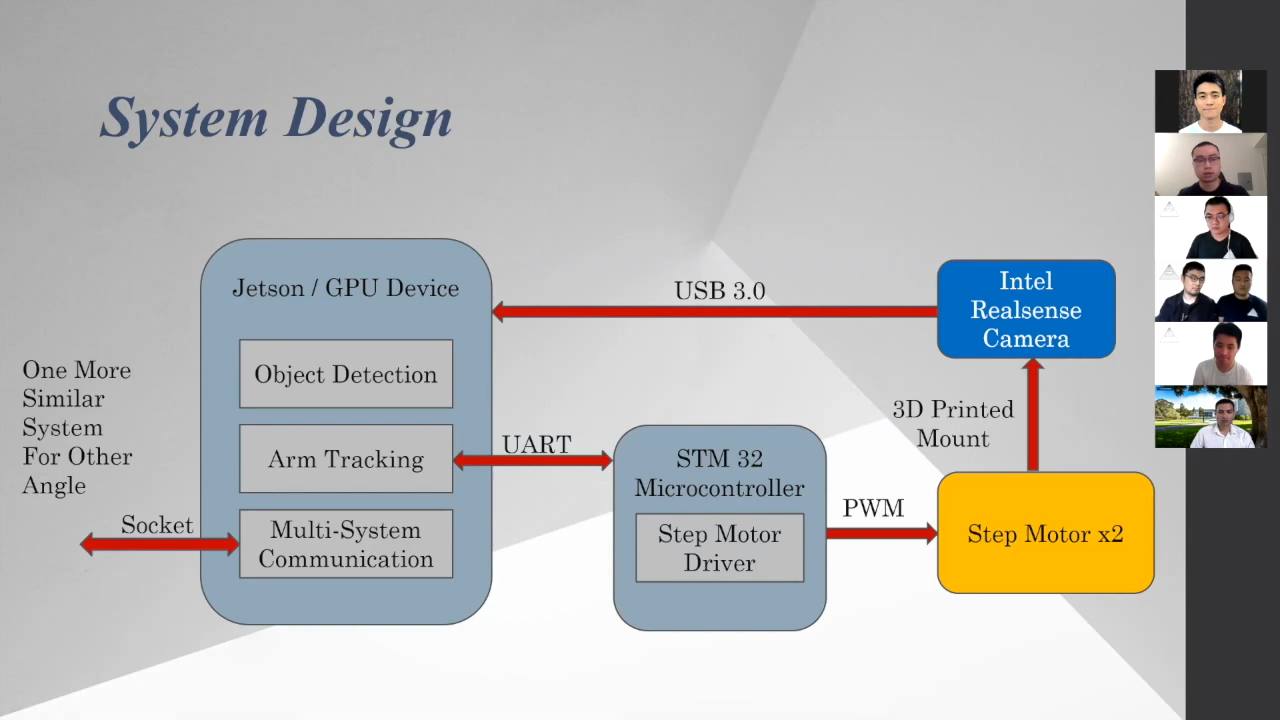 System Design
Jetson / GPU Device
Object Detection
Arm Tracking
Multi-System
Communication
One More
Similar
System
For Other
Angle
Socket
USB 3.0
UART
STM 32
Microcontroller
Step Motor
Driver
PWM
Intel
Realsense
Camera
3D Printed
Mount
Step Motor x2